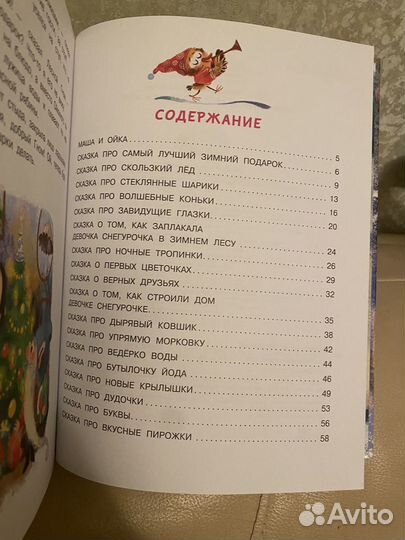 СОДЕРЖАНИЕ
МАША И ОЙКА 5
СКАЗКА ПРО САМЫЙ ЛУЧШИЙ ЗИМНИЙ ПОДАРОК 6
СКАЗКА ПРО СКОЛЬЗКИЙ ЛЁД 9
СКАЗКА ПРО СТЕКЛЯННЫЕ ШАРИКИ 13
СКАЗКА ПРО ВОЛШЕБНЫЕ КОНЬКИ 16
СКАЗКА ПРО ЗАВИДУЩИЕ ГЛАЗКИ 20
СКАЗКА О ТОМ, КАК ЗАПЛАКАЛА
ДЕВОЧКА СНЕГУРОЧКА В ЗИМНЕМ ЛЕСУ 24
СКАЗКА ПРО НОЧНЫЕ ТРОПИНКИ 26
СКАЗКА О ПЕРВЫХ ЦВЕТОЧКАХ 29
СКАЗКА О ВЕРНЫХ ДРУЗЬЯХ 32
СКАЗКА О ТОМ, КАК СТРОИЛИ ДОМ
ДЕВОЧКЕ СНЕГУРОЧКЕ 35
СКАЗКА ПРО ДЫРЯВЫЙ КОВШИК 38
СКАЗКА ПРО УПРЯМУЮ МОРКОВКУ 42
СКАЗКА ПРО ВЕДЁРКО ВОДЫ 44
СКАЗКА ПРО БУТЫЛОЧКУ ЙОДА 46
СКАЗКА ПРО НОВЫЕ КРЫЛЫШКИ 49
СКАЗКА ПРО ДУДОЧКИ 53
СКАЗКА ПРО БУКВЫ 56
СКАЗКА ПРО ВКУСНЫЕ ПИРОЖКИ 58
Avito